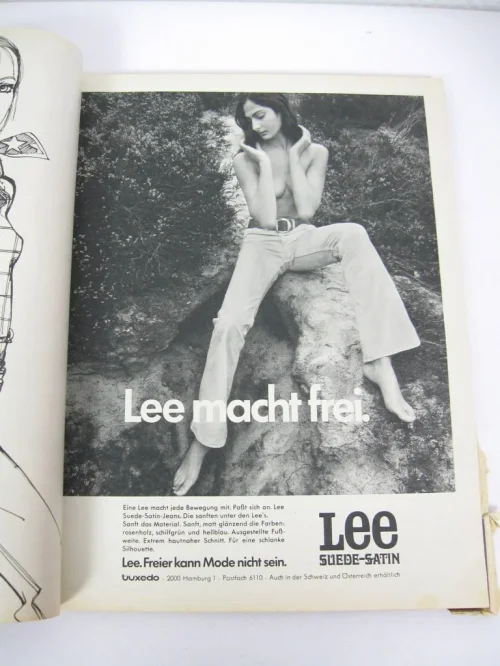 Lee macht frei.
Eine Lee macht jede Bewegung mit. Paßt sich an. Lee
Suede-Satin-Jeans. Die sanften unter den Lee's.
Sanft das Material. Sanft, matt glänzend die Farben:
rosenholz, schilfgrün und hellblau. Ausgestellte Fuß-
weite. Extrem hautnaher Schnitt. Für eine schlanke
Silhouette.
Lee. Freier kann Mode nicht sein.
Lee
SUEDE-SATIN
tuxedo · 2000 Hamburg 1 · Postfach 6110 · Auch in der Schweiz und Österreich erhältlich